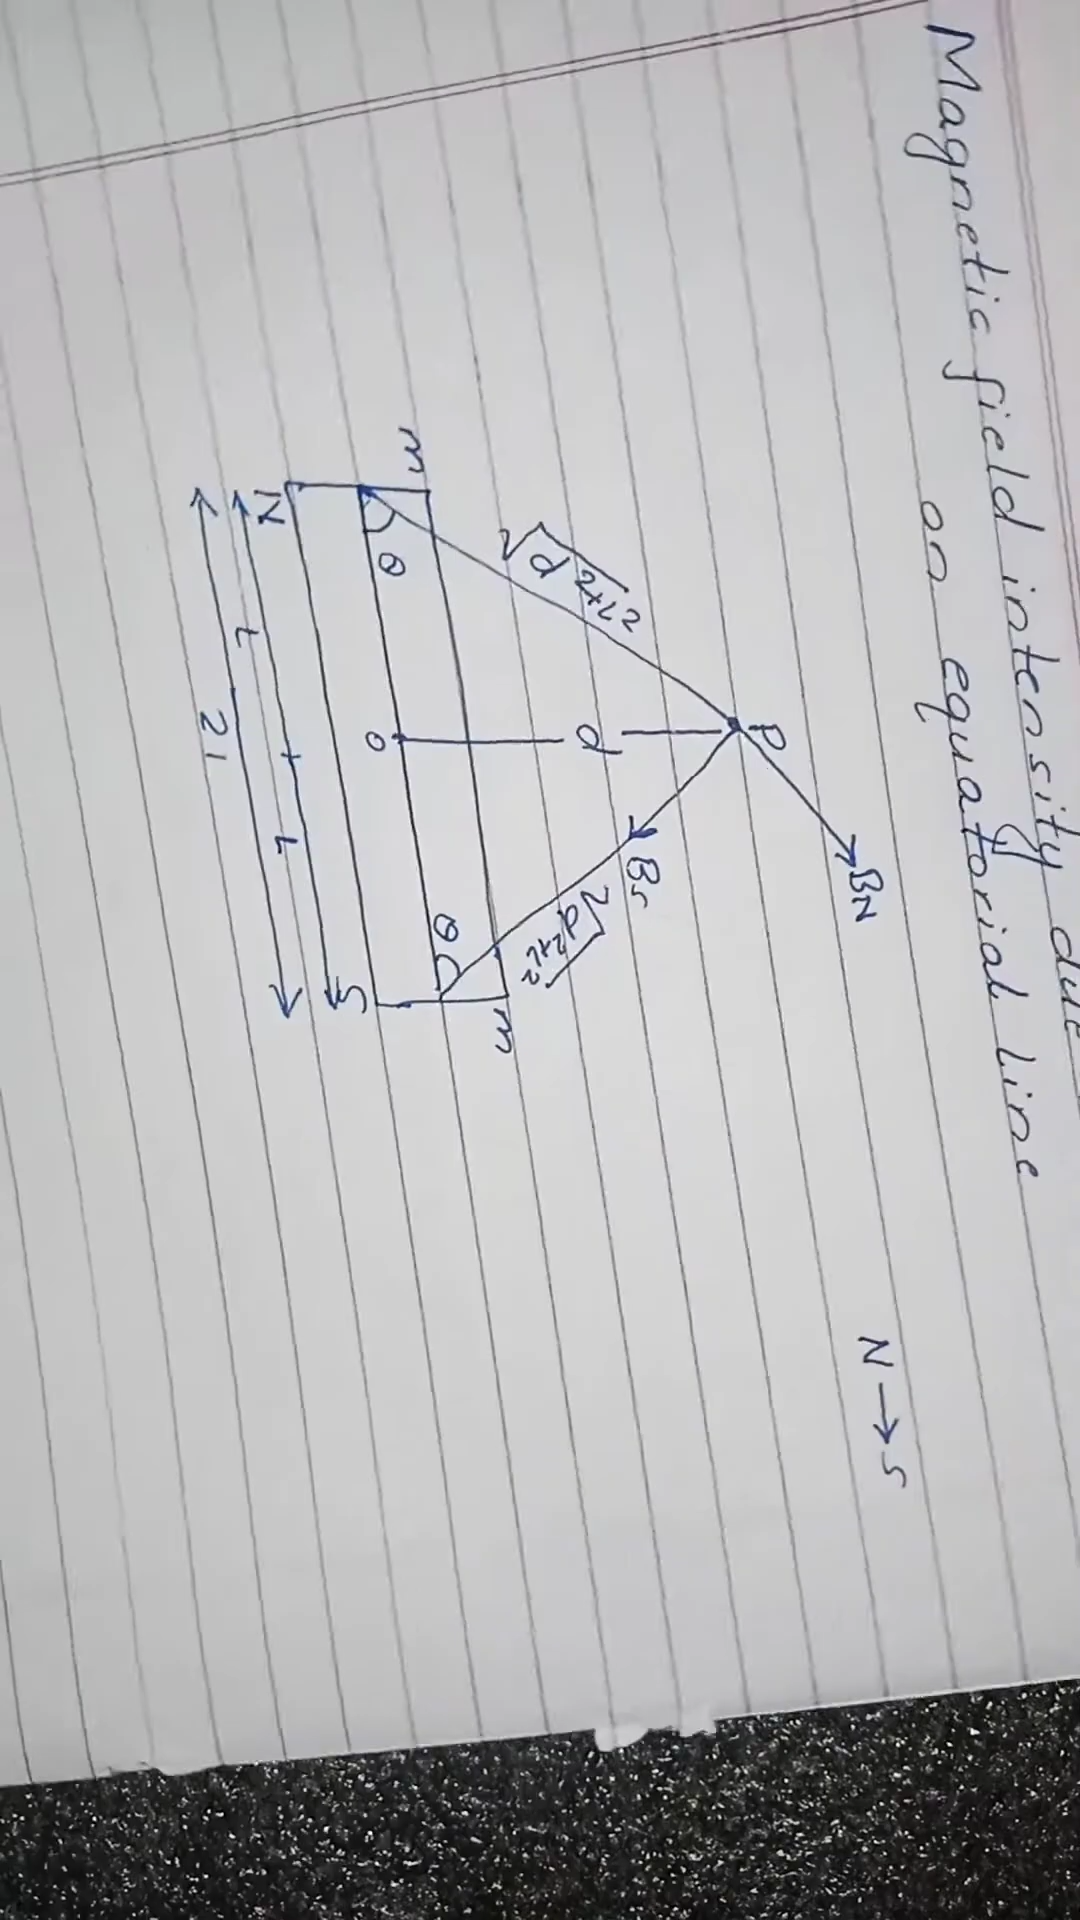 Magnetic field intensity due
on equatorial line
N → S
BN
P
Bs
d
√d²+l²
√d²+l²
m
m
θ
θ
o
N
S
L
L
2l